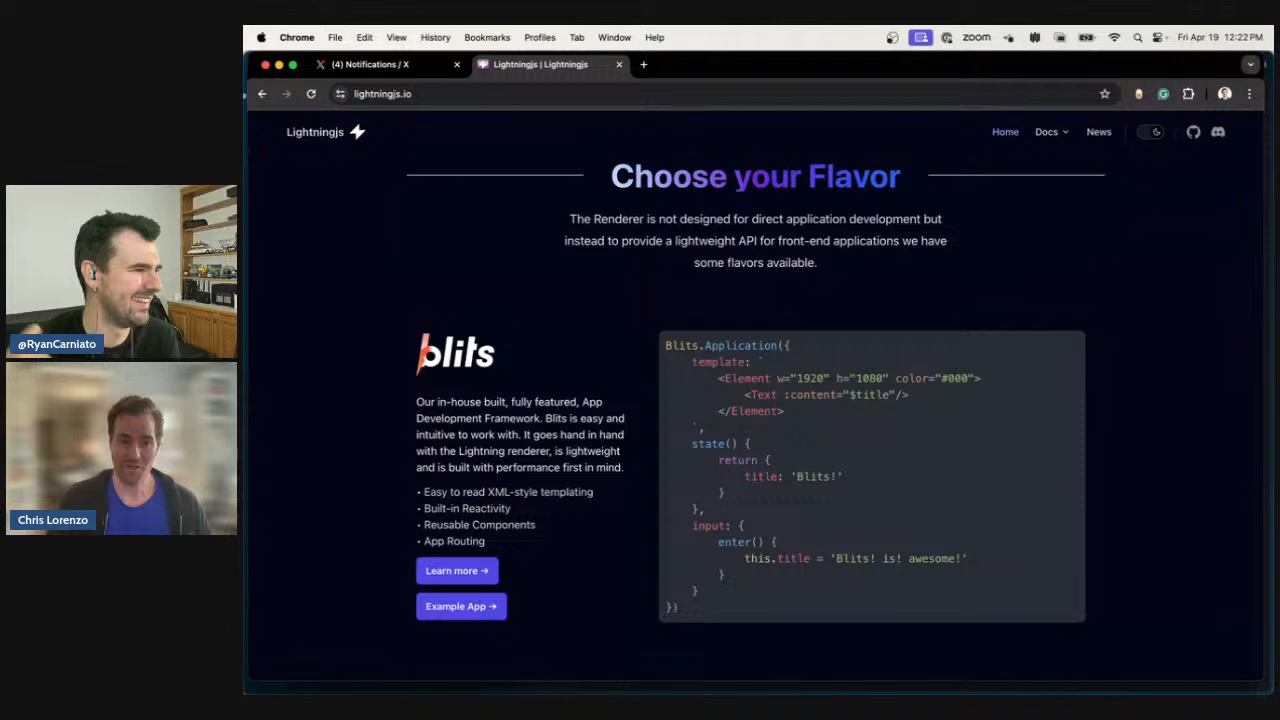 Chrome File Edit View History Bookmarks Profiles Tab Window Help
zoom Fri Apr 19 12:22 PM
(4) Notifications / X
Lightningjs | Lightningjs
lightningjs.io
Lightningjs
Home Docs News
Choose your Flavor
The Renderer is not designed for direct application development but
instead to provide a lightweight API for front-end applications we have
some flavors available.
blits
Our in-house built, fully featured, App
Development Framework. Blits is easy and
intuitive to work with. It goes hand in hand
with the Lightning renderer, is lightweight
and is built with performance first in mind.
• Easy to read XML-style templating
• Built-in Reactivity
• Reusable Components
• App Routing
Learn more →
Example App →
Blits.Application({
template: `
<Element w="1920" h="1080" color="#000">
<Text :content="$title"/>
</Element>
`,
state() {
return {
title: 'Blits!'
}
},
input: {
enter() {
this.title = 'Blits! is! awesome!'
}
}
})
@RyanCarniato
Chris Lorenzo